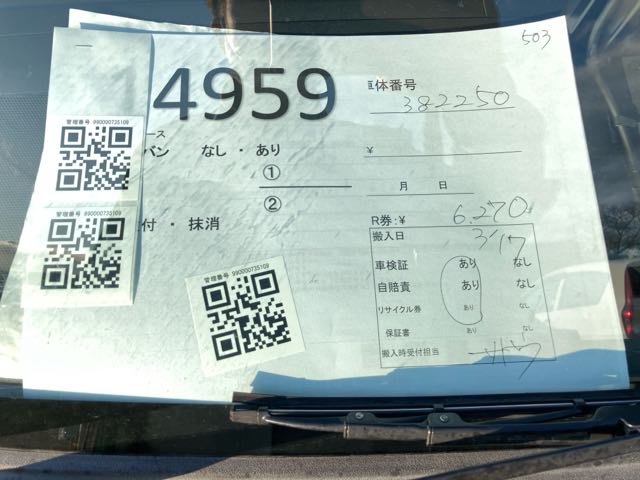 503
4959
車体番号
382250
管理番号 990000735109
ース
バン なし ・ あり
¥
①
②
月 日
R券:¥ 6,270
付 ・ 抹消
管理番号 990000735109
搬入日 3/17
車検証 あり なし
自賠責 あり なし
リサイクル券 あり なし
保証書 あり なし
搬入時受付担当
管理番号 990000735109